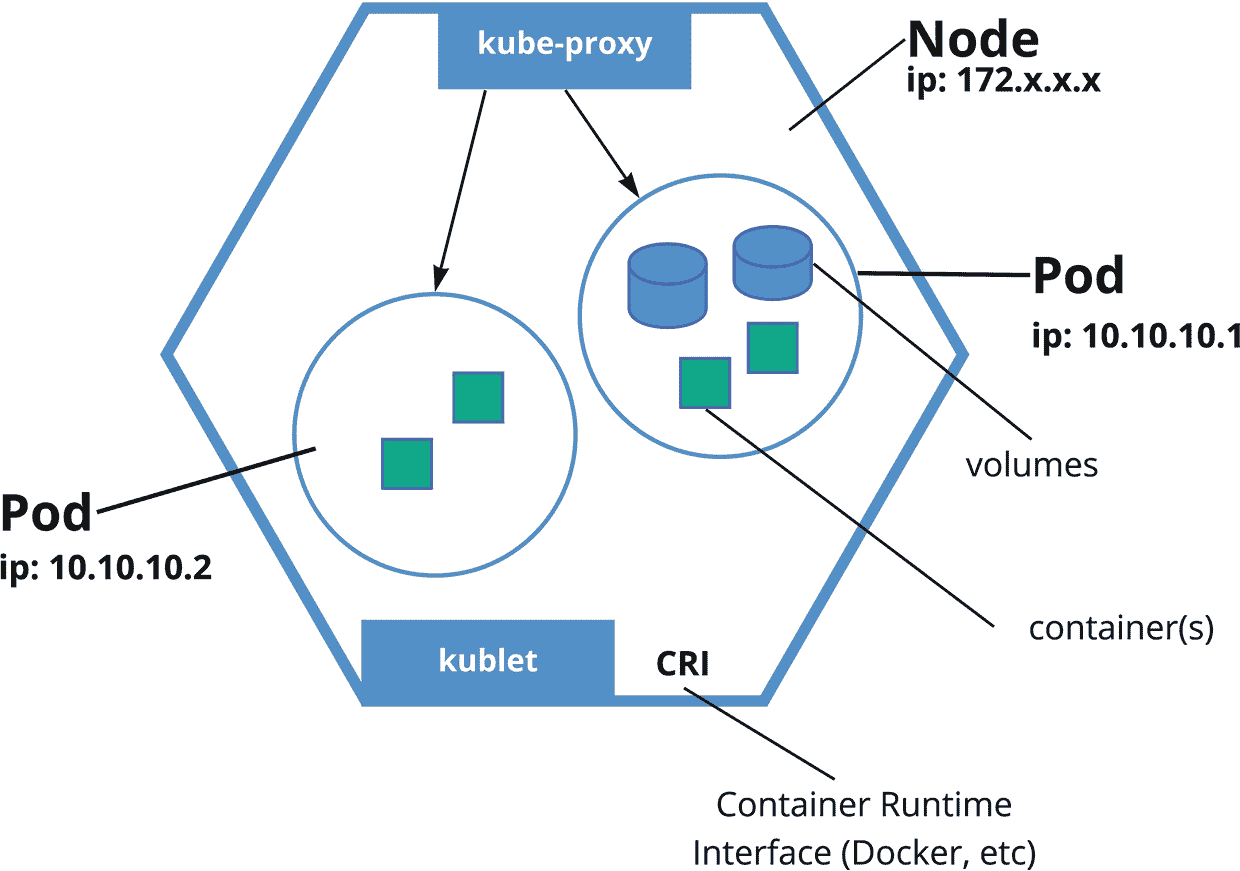 kube-proxy
Node
ip: 172.x.x.x
Pod
ip: 10.10.10.1
volumes
Pod
ip: 10.10.10.2
container(s)
kublet
CRI
Container Runtime
Interface (Docker, etc)